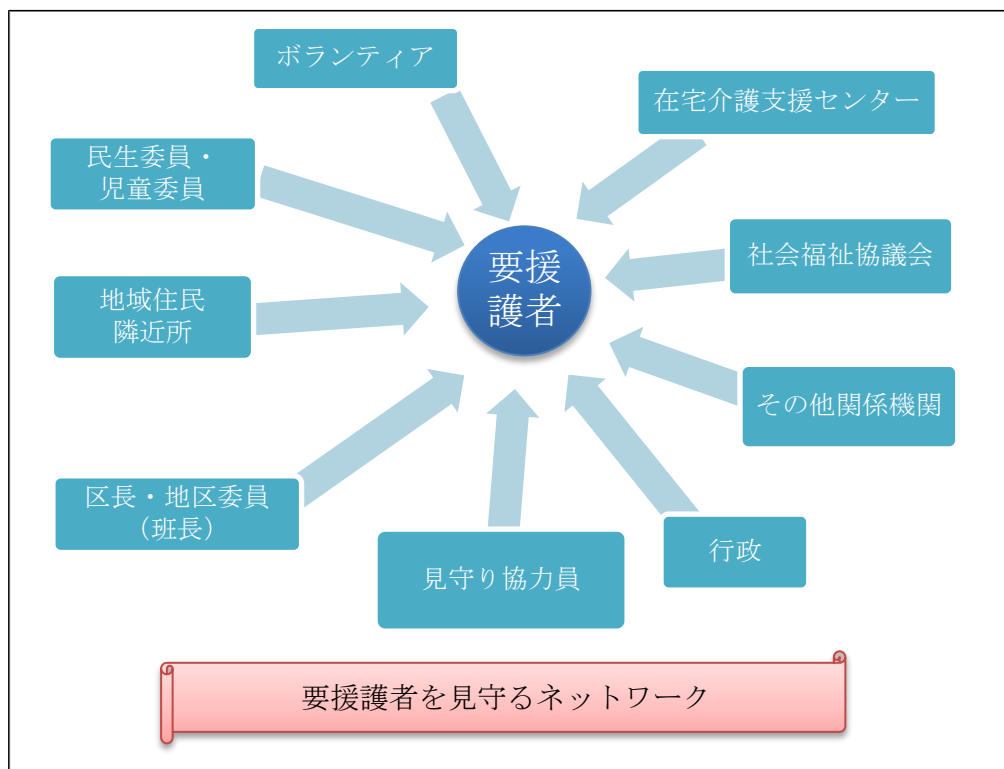 ボランティア
在宅介護支援センター
民生委員・
児童委員
要援
護者
社会福祉協議会
地域住民
隣近所
その他関係機関
区長・地区委員
（班長）
見守り協力員
行政
要援護者を見守るネットワーク